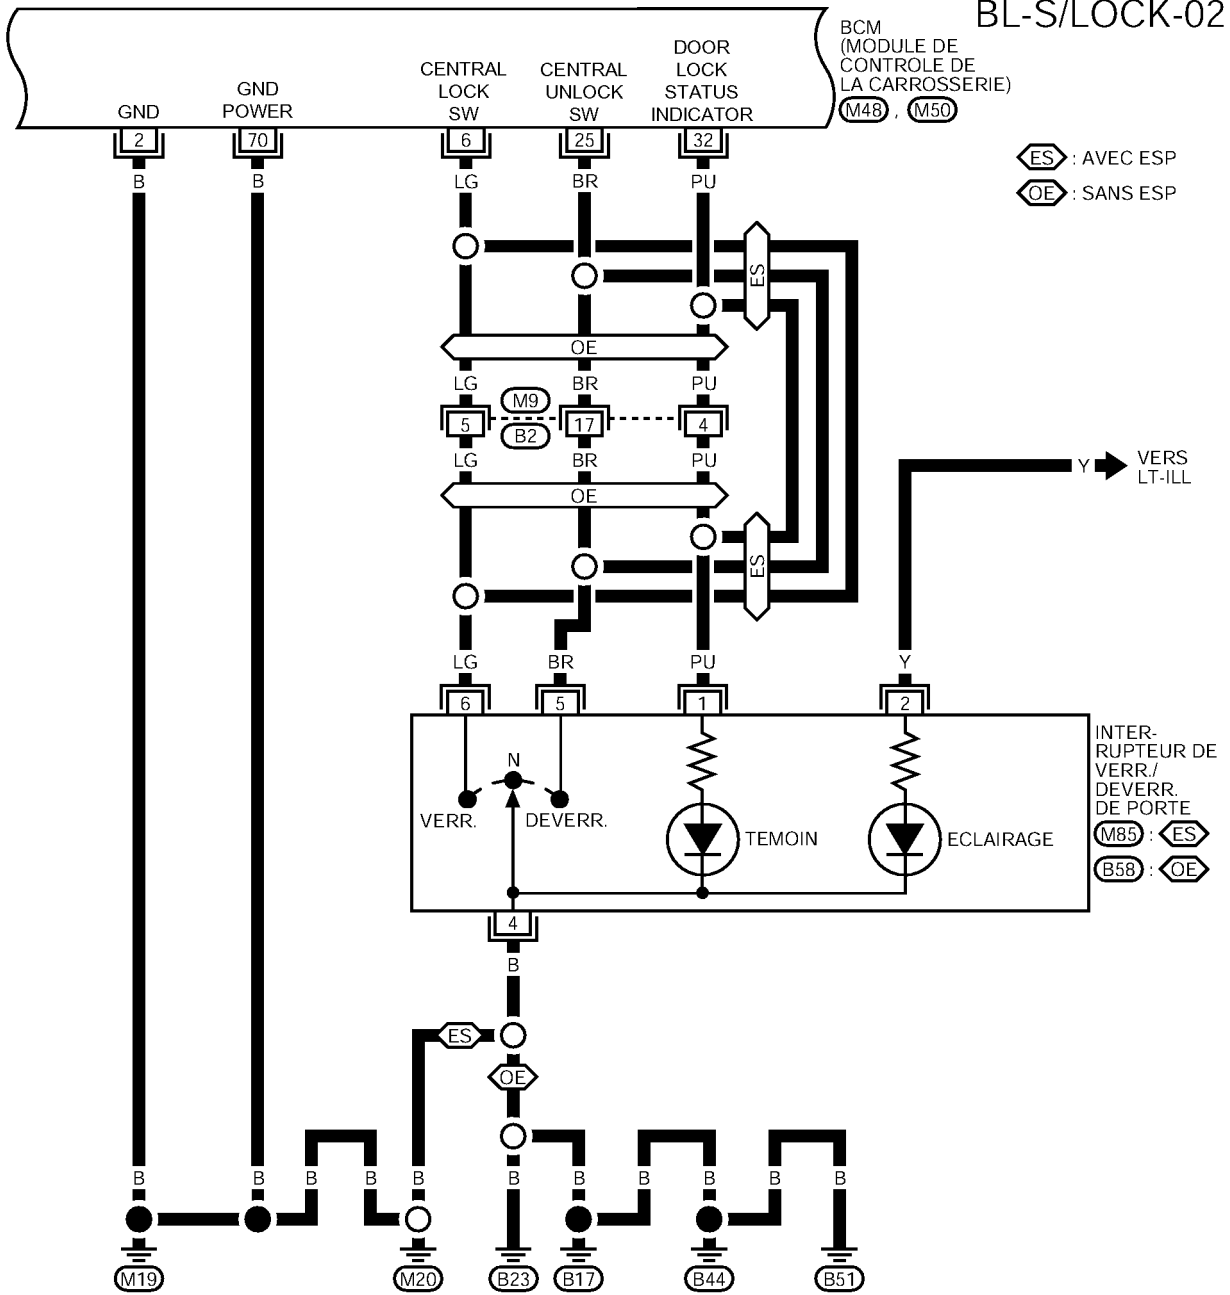 BL-S/LOCK-02
BCM
(MODULE DE
CONTROLE DE
LA CARROSSERIE)
M48 , M50
ES : AVEC ESP
OE : SANS ESP
GND
GND
POWER
CENTRAL
LOCK
SW
CENTRAL
UNLOCK
SW
DOOR
LOCK
STATUS
INDICATOR
2 70 6 25 32
B B LG BR PU
ES
OE
LG BR PU
M9
5 17 4
B2
LG BR PU
OE
ES
Y VERS
LT-ILL
LG BR PU Y
6 5 1 2
N
VERR. DEVERR.
TEMOIN
ECLAIRAGE
INTER-
RUPTEUR DE
VERR./
DEVERR.
DE PORTE
M85 : ES
B58 : OE
4
B
ES
OE
B B B B B B B B B B B
M19 M20 B23 B17 B44 B51